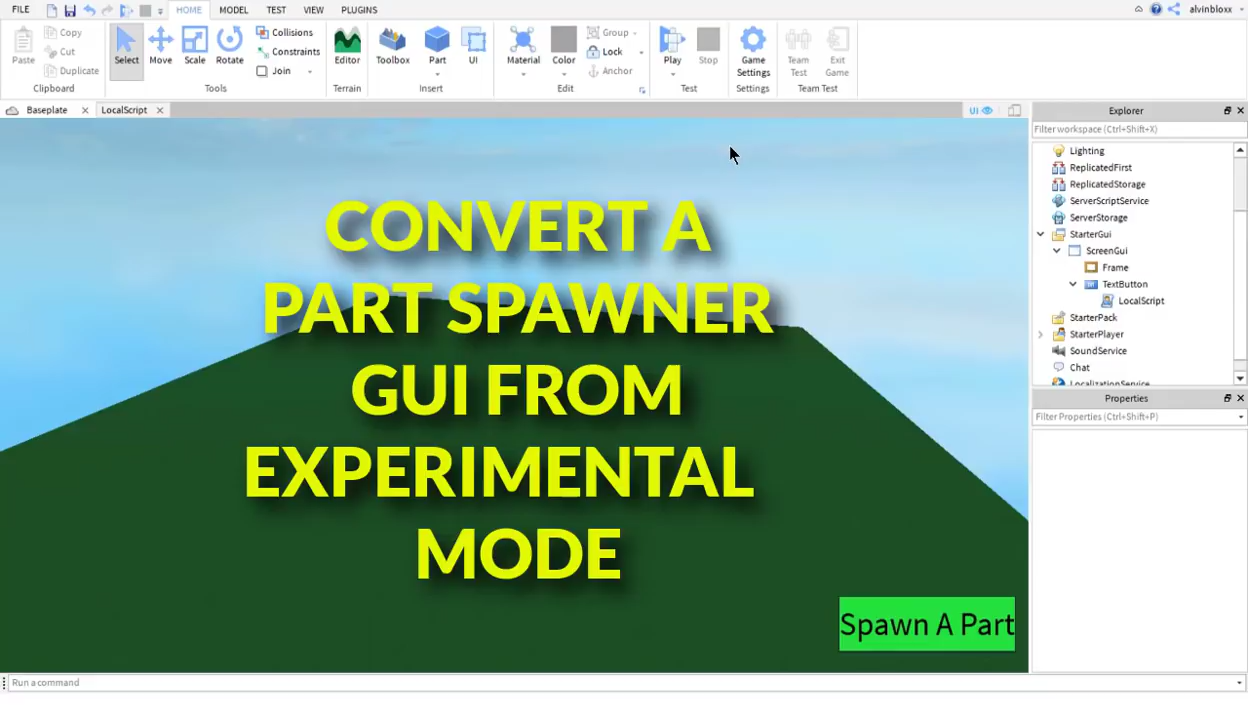 FILE HOME MODEL TEST VIEW PLUGINS alvinbloxx
Paste Copy Cut Duplicate Select Move Scale Rotate Collisions Constraints Join Editor Toolbox Part UI Material Color Group Lock Anchor Play Stop Game Settings Team Test Exit Game
Clipboard Tools Terrain Insert Edit Test Settings Team Test
Baseplate LocalScript UI
Explorer
Filter workspace (Ctrl+Shift+X)
Lighting
ReplicatedFirst
ReplicatedStorage
ServerScriptService
ServerStorage
StarterGui
ScreenGui
Frame
TextButton
LocalScript
StarterPack
StarterPlayer
SoundService
Chat
LocalizationService
Properties
Filter Properties (Ctrl+Shift+P)
CONVERT A
PART SPAWNER
GUI FROM
EXPERIMENTAL
MODE
Spawn A Part
Run a command